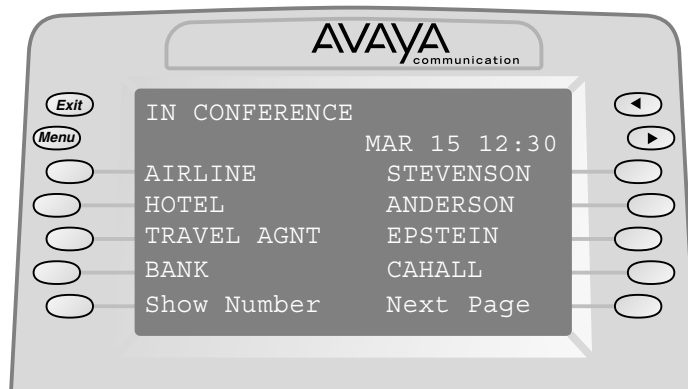 AVAYA
communication
Exit
Menu
IN CONFERENCE
MAR 15 12:30
AIRLINE STEVENSON
HOTEL ANDERSON
TRAVEL AGNT EPSTEIN
BANK CAHALL
Show Number Next Page